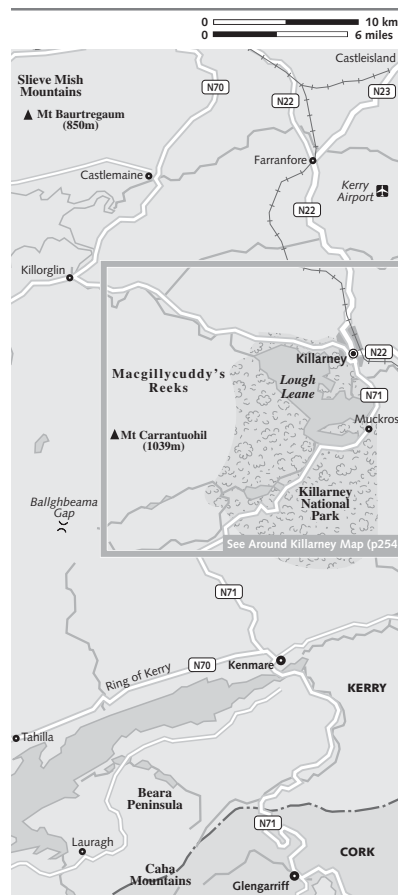 0 10 km
0 6 miles
Castleisland
Slieve Mish
Mountains
N70
N22
N23
Mt Baurtregaum
(850m)
Farranfore
Castlemaine
Kerry
Airport
N22
Killorglin
Killarney
N22
Macgillycuddy's
Reeks
Lough
Leane
N71
Muckros
Mt Carrantuohil
(1039m)
Ballghbeama
Gap
Killarney
National
Park
See Around Killarney Map (p254
N71
Ring of Kerry
N70
Kenmare
KERRY
Tahilla
Beara
Peninsula
N71
Lauragh
CORK
Caha
Mountains
Glengarriff